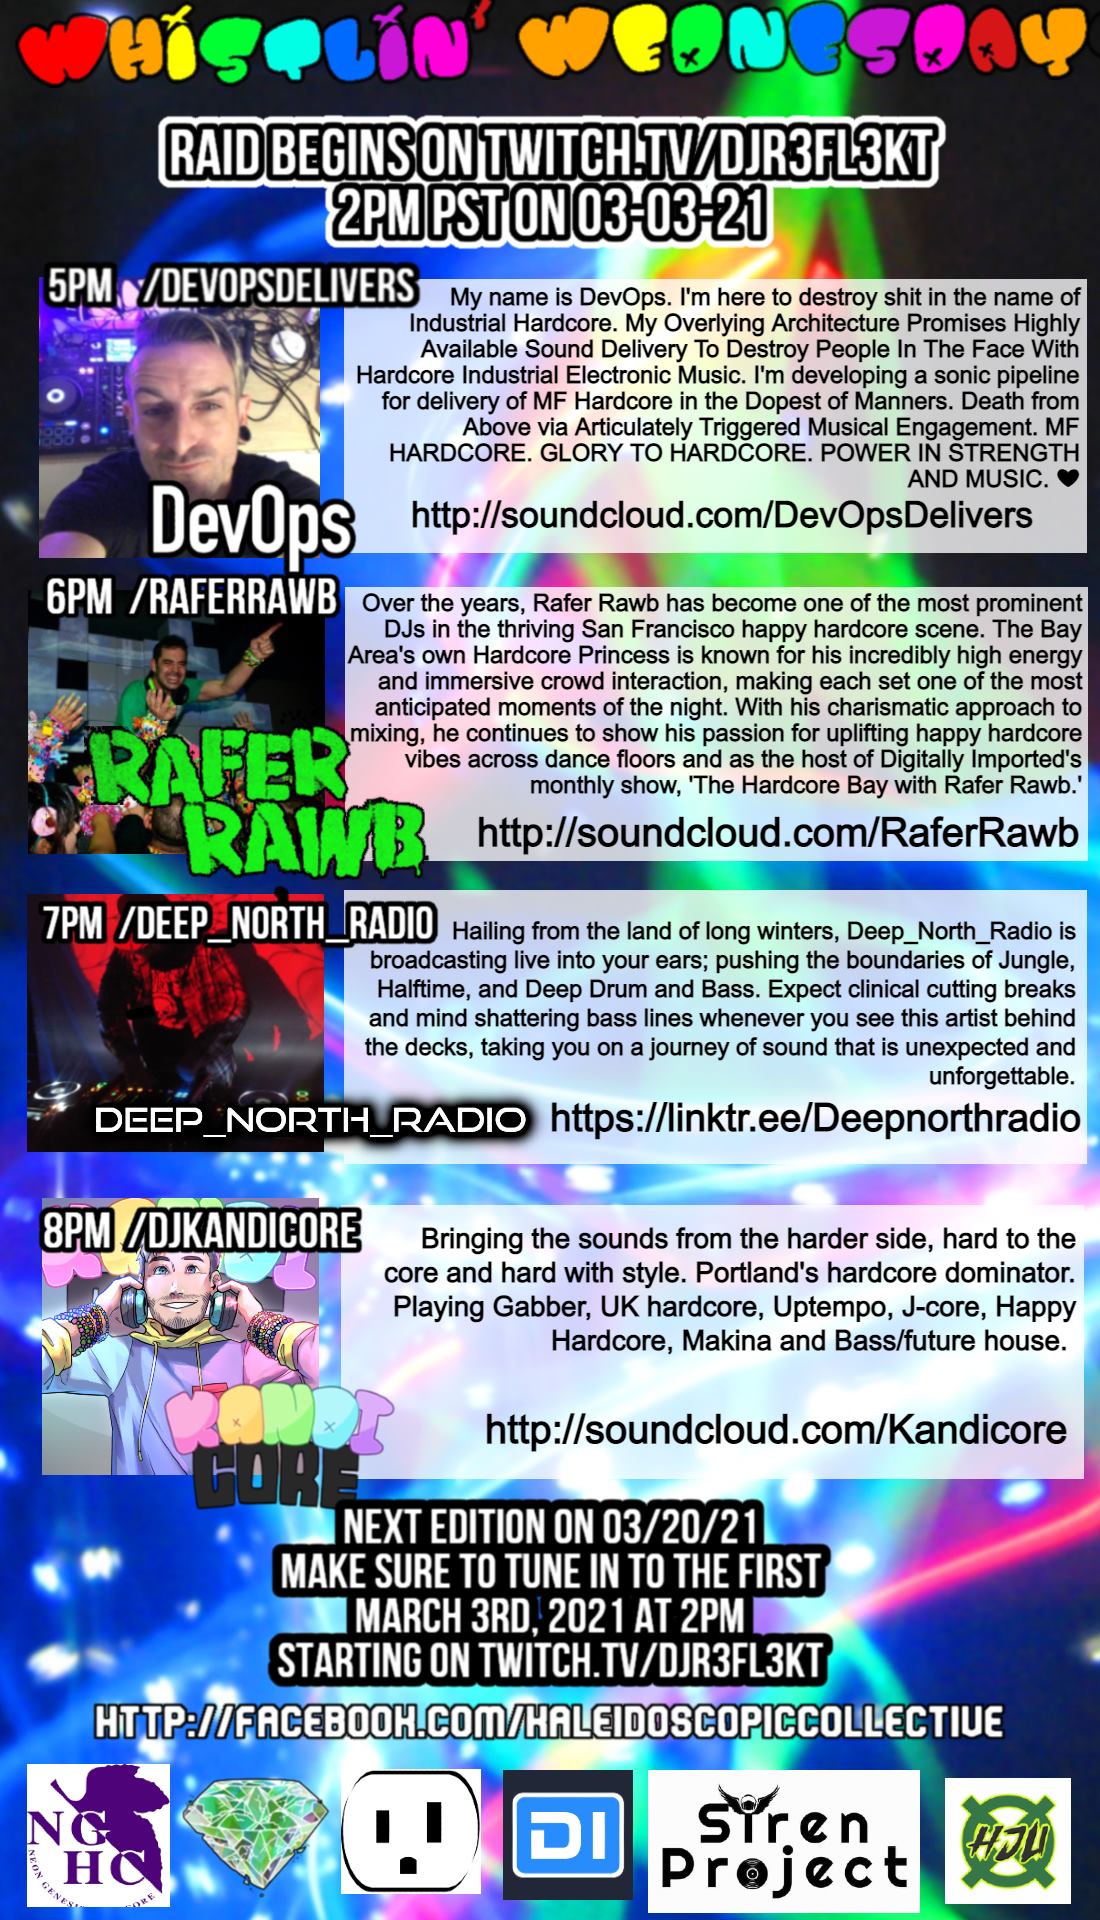 WHISTLIN' WEDNESDAY
RAID BEGINS ON TWITCH.TV/DJR3FL3KT
2PM PST ON 03-03-21
5PM /DEVOPSDELIVERS
My name is DevOps. I'm here to destroy shit in the name of
Industrial Hardcore. My Overlying Architecture Promises Highly
Available Sound Delivery To Destroy People In The Face With
Hardcore Industrial Electronic Music. I'm developing a sonic pipeline
for delivery of MF Hardcore in the Dopest of Manners. Death from
Above via Articulately Triggered Musical Engagement. MF
HARDCORE. GLORY TO HARDCORE. POWER IN STRENGTH
AND MUSIC. ♥
DevOps
http://soundcloud.com/DevOpsDelivers
6PM /RAFERRAWB
Over the years, Rafer Rawb has become one of the most prominent
DJs in the thriving San Francisco happy hardcore scene. The Bay
Area's own Hardcore Princess is known for his incredibly high energy
and immersive crowd interaction, making each set one of the most
anticipated moments of the night. With his charismatic approach to
mixing, he continues to show his passion for uplifting happy hardcore
vibes across dance floors and as the host of Digitally Imported's
monthly show, 'The Hardcore Bay with Rafer Rawb.'
RAFER
RAWB
http://soundcloud.com/RaferRawb
7PM /DEEP_NORTH_RADIO
Hailing from the land of long winters, Deep_North_Radio is
broadcasting live into your ears; pushing the boundaries of Jungle,
Halftime, and Deep Drum and Bass. Expect clinical cutting breaks
and mind shattering bass lines whenever you see this artist behind
the decks, taking you on a journey of sound that is unexpected and
unforgettable.
DEEP_NORTH_RADIO
https://linktr.ee/Deepnorthradio
8PM /DJKANDICORE
Bringing the sounds from the harder side, hard to the
core and hard with style. Portland's hardcore dominator.
Playing Gabber, UK hardcore, Uptempo, J-core, Happy
Hardcore, Makina and Bass/future house.
KANDI
CORE
http://soundcloud.com/Kandicore
NEXT EDITION ON 03/20/21
MAKE SURE TO TUNE IN TO THE FIRST
MARCH 3RD, 2021 AT 2PM
STARTING ON TWITCH.TV/DJR3FL3KT
HTTP://FACEBOOK.COM/KALEIDOSCOPICCOLLECTIVE
NG
HC
DI
Siren
Project
HJU